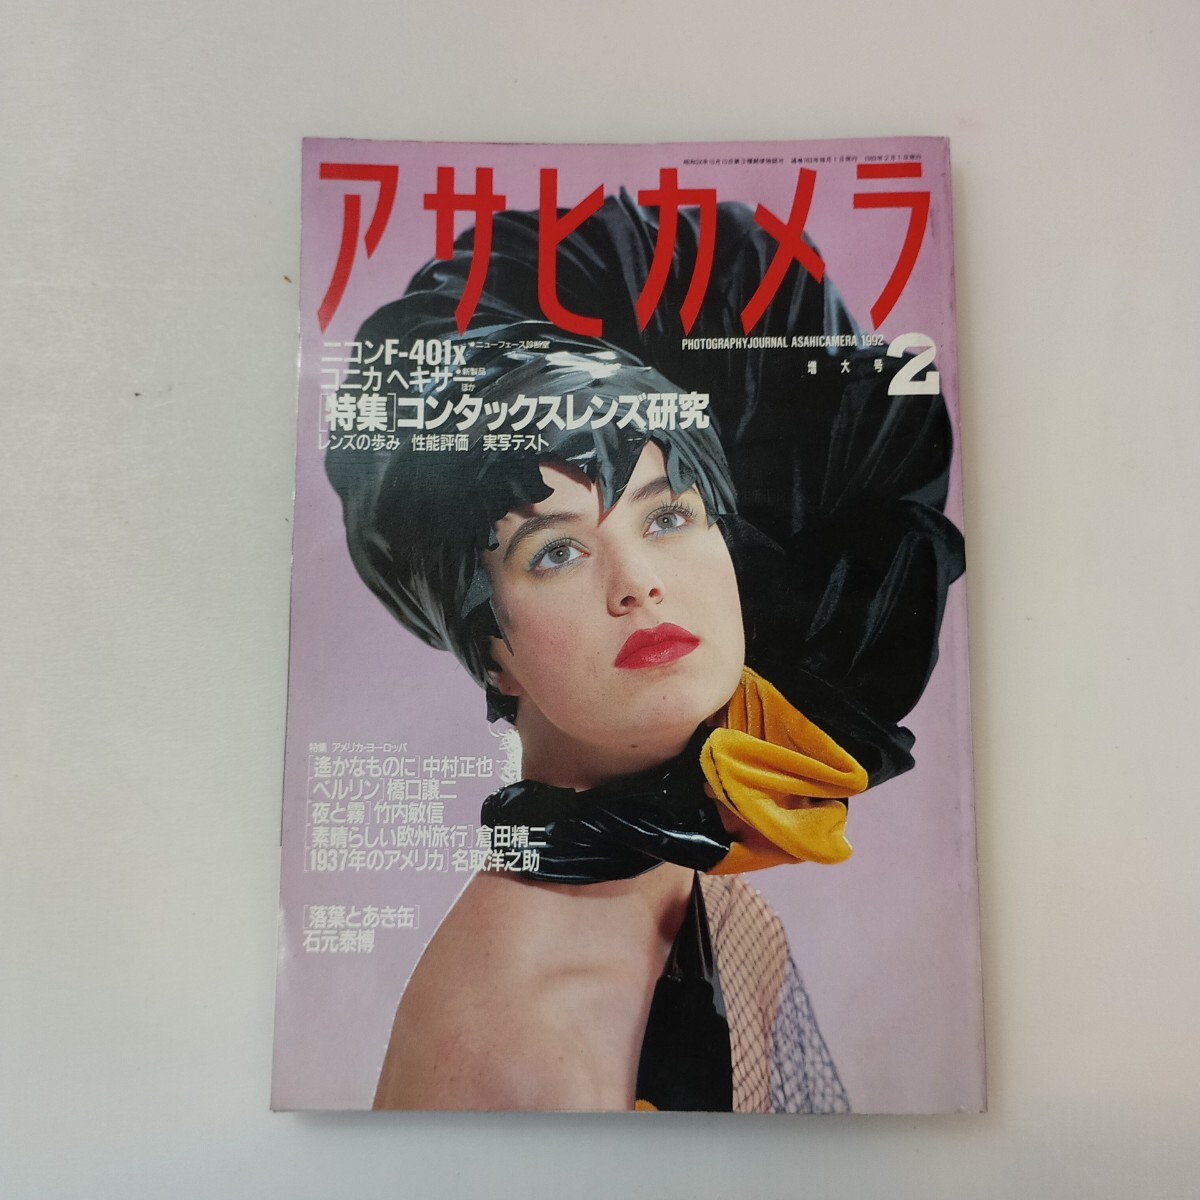 アサヒカメラ
PHOTOGRAPHY JOURNAL ASAHICAMERA 1992
増大号 2
ニコンF-401x ●ニューフェース診断室
コニカ ヘキサー ●新製品 ほか
[特集]コンタックスレンズ研究
レンズの歩み 性能評価 実写テスト
特集 アメリカ・ヨーロッパ
[遙かなものに]中村正也
[ベルリン]橋口譲二
[夜と霧]竹内敏信
[素晴らしい欧州旅行]倉田精二
[1937年のアメリカ]名取洋之助
[落葉とあき缶]
石元泰博